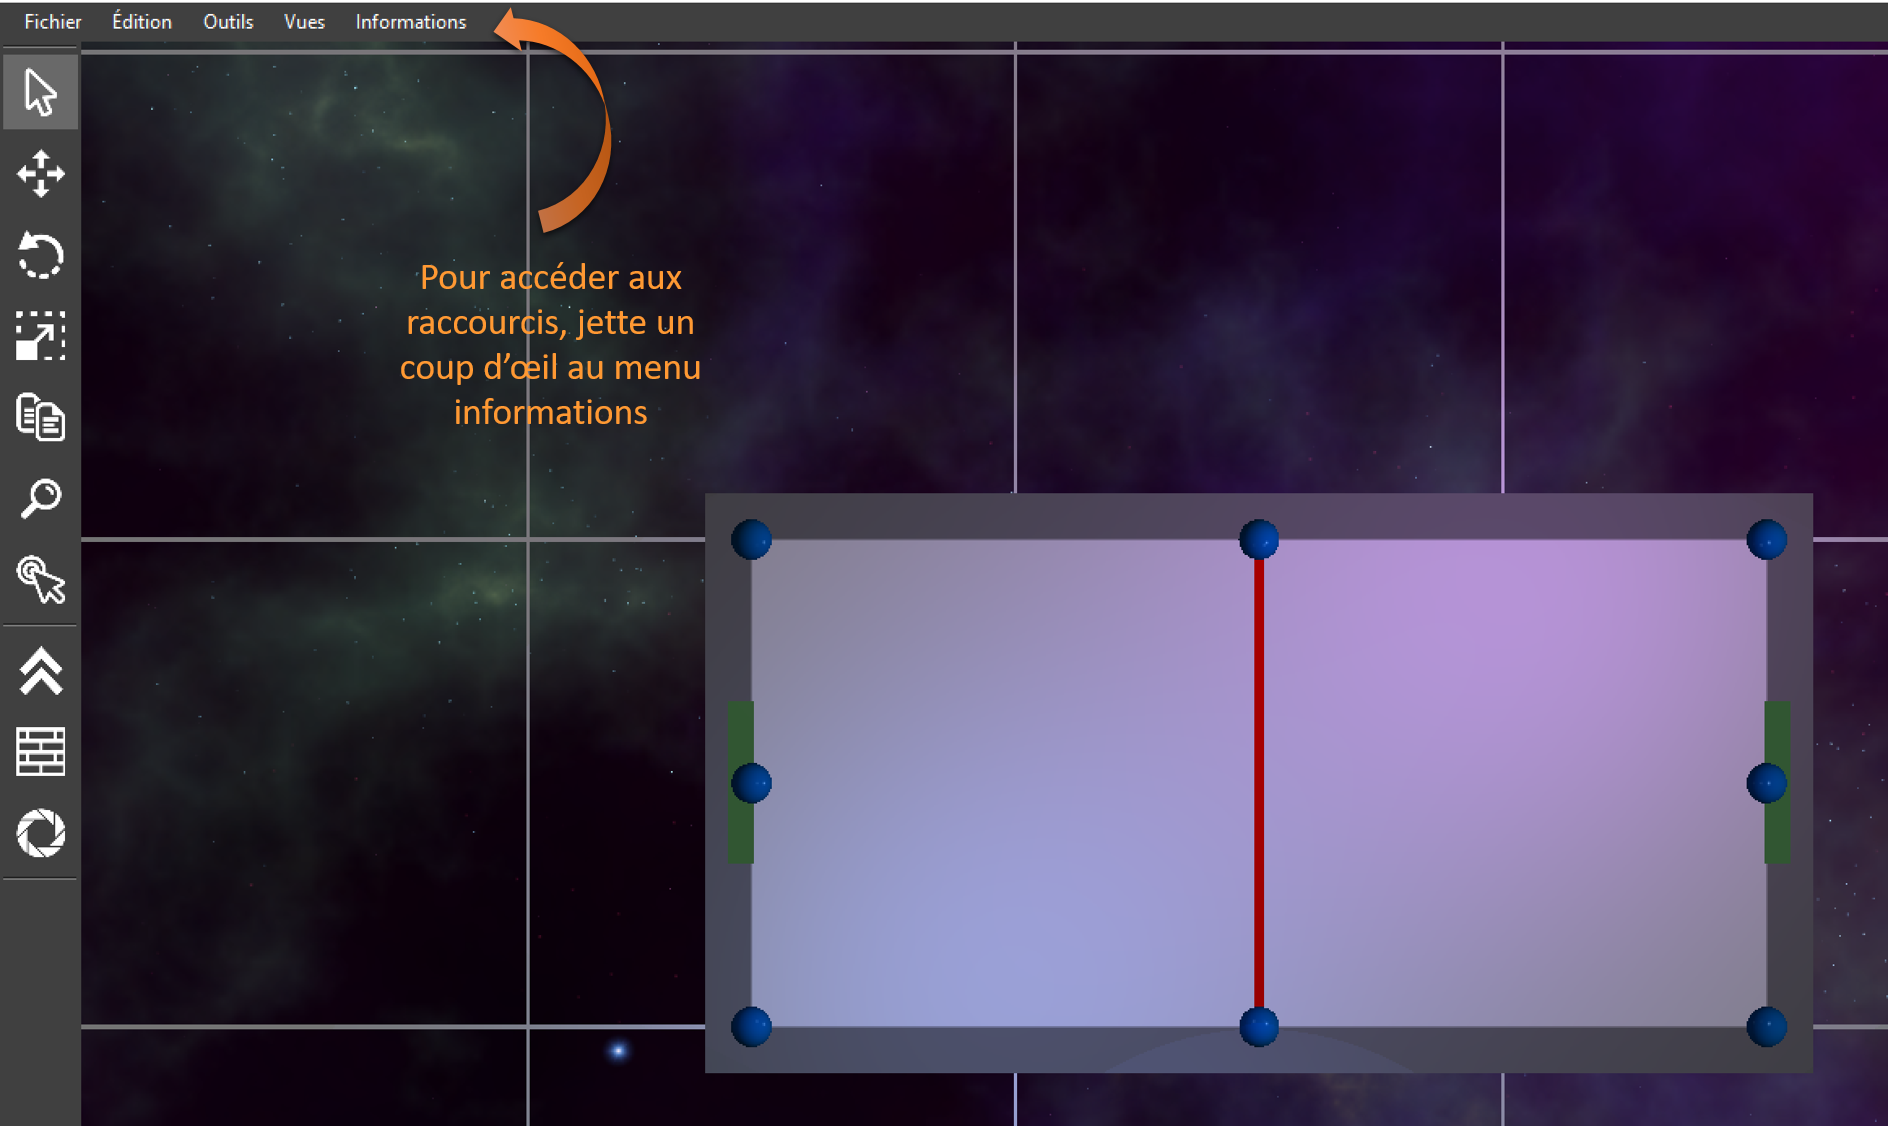 Fichier Édition Outils Vues Informations
Pour accéder aux
raccourcis, jette un
coup d’œil au menu
informations